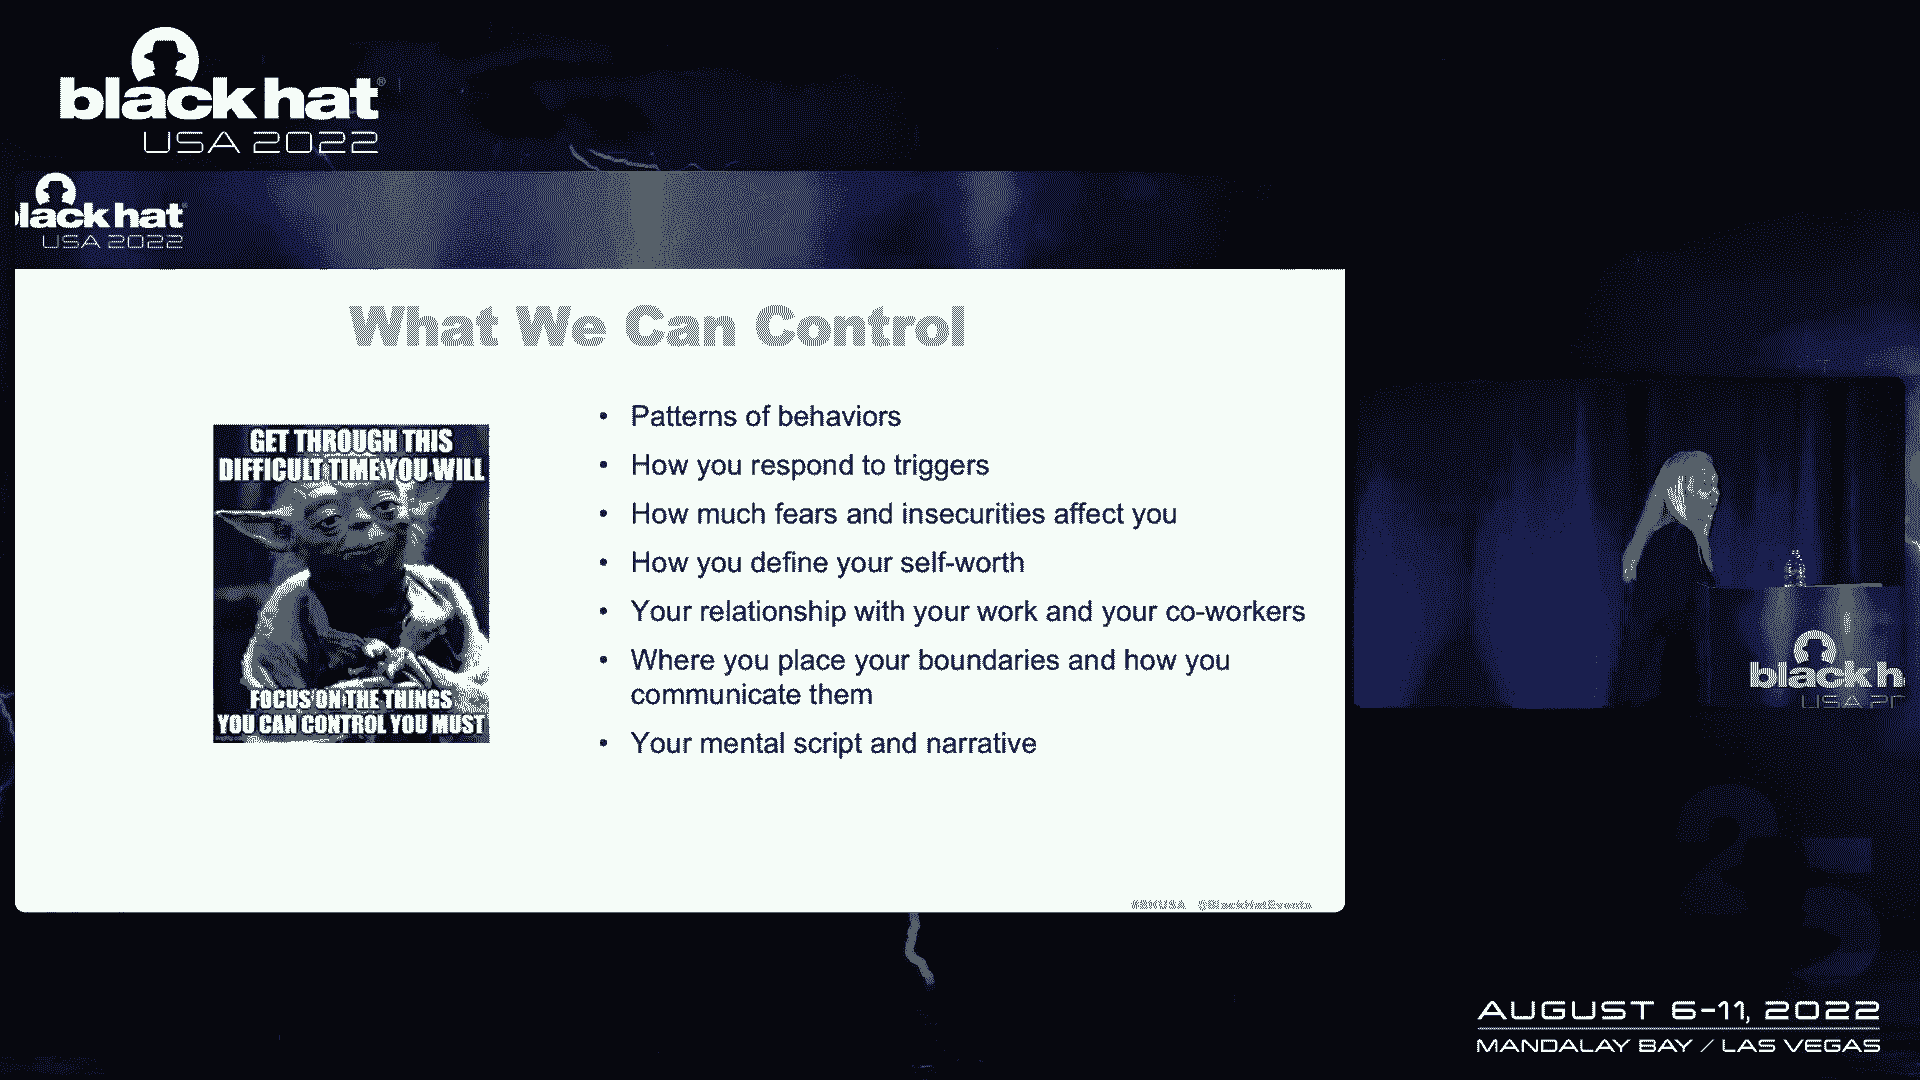 black hat®
USA 2022
black hat
USA 2022
What We Can Control
GET THROUGH THIS
DIFFICULT TIME YOU WILL
FOCUS ON THE THINGS
YOU CAN CONTROL YOU MUST
• Patterns of behaviors
• How you respond to triggers
• How much fears and insecurities affect you
• How you define your self-worth
• Your relationship with your work and your co-workers
• Where you place your boundaries and how you
communicate them
• Your mental script and narrative
#BHUSA @BlackHatEvents
black h
USA 2
25
AUGUST 6-11, 2022
MANDALAY BAY / LAS VEGAS